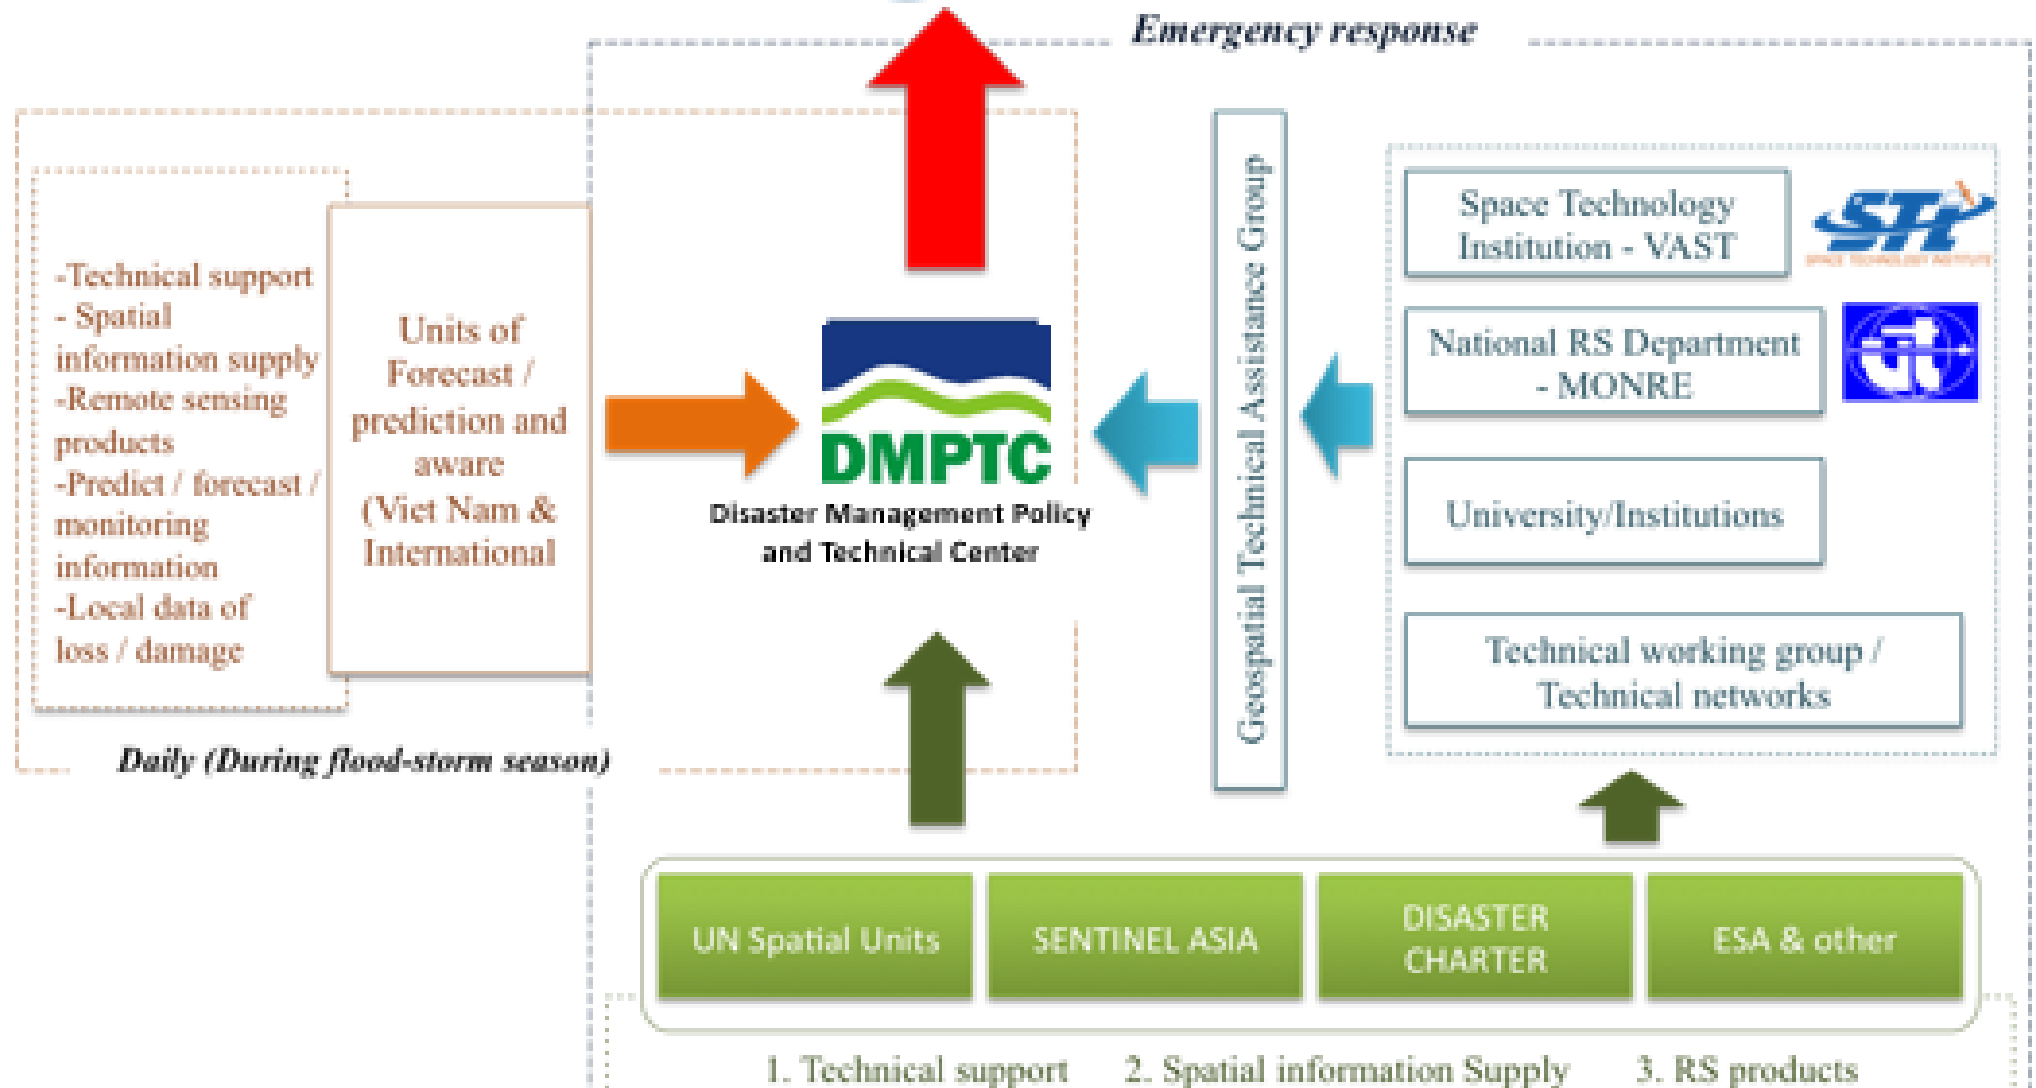 Emergency response
-Technical support
- Spatial
information supply
-Remote sensing
products
-Predict / forecast /
monitoring
information
-Local data of
loss / damage
Units of
Forecast /
prediction and
aware
(Viet Nam &
International
Daily (During flood-storm season)
DMPTC
Disaster Management Policy
and Technical Center
Geospatial Technical Assistance Group
Space Technology
Institution - VAST
STI
SPACE TECHNOLOGY INSTITUTE
National RS Department
- MONRE
University/Institutions
Technical working group /
Technical networks
UN Spatial Units
SENTINEL ASIA
DISASTER
CHARTER
ESA & other
1. Technical support 2. Spatial information Supply 3. RS products